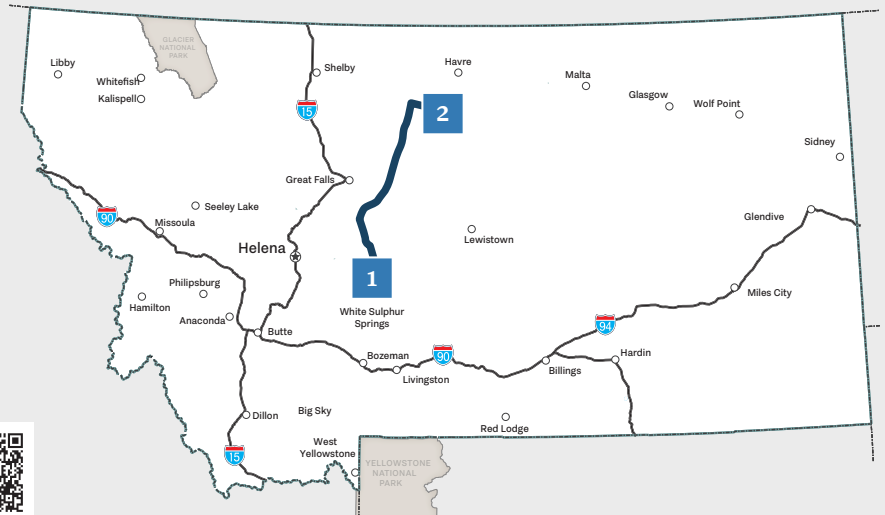 GLACIER
NATIONAL
PARK
Libby
Whitefish
Kalispell
Shelby
Havre
Malta
Glasgow
Wolf Point
Sidney
15
2
Great Falls
Seeley Lake
90
Missoula
Helena
Lewistown
Glendive
1
White Sulphur
Springs
Philipsburg
Hamilton
Anaconda
Butte
Miles City
94
Bozeman
90
Livingston
Billings
Hardin
Dillon
Big Sky
Red Lodge
15
West
Yellowstone
YELLOWSTONE
NATIONAL
PARK